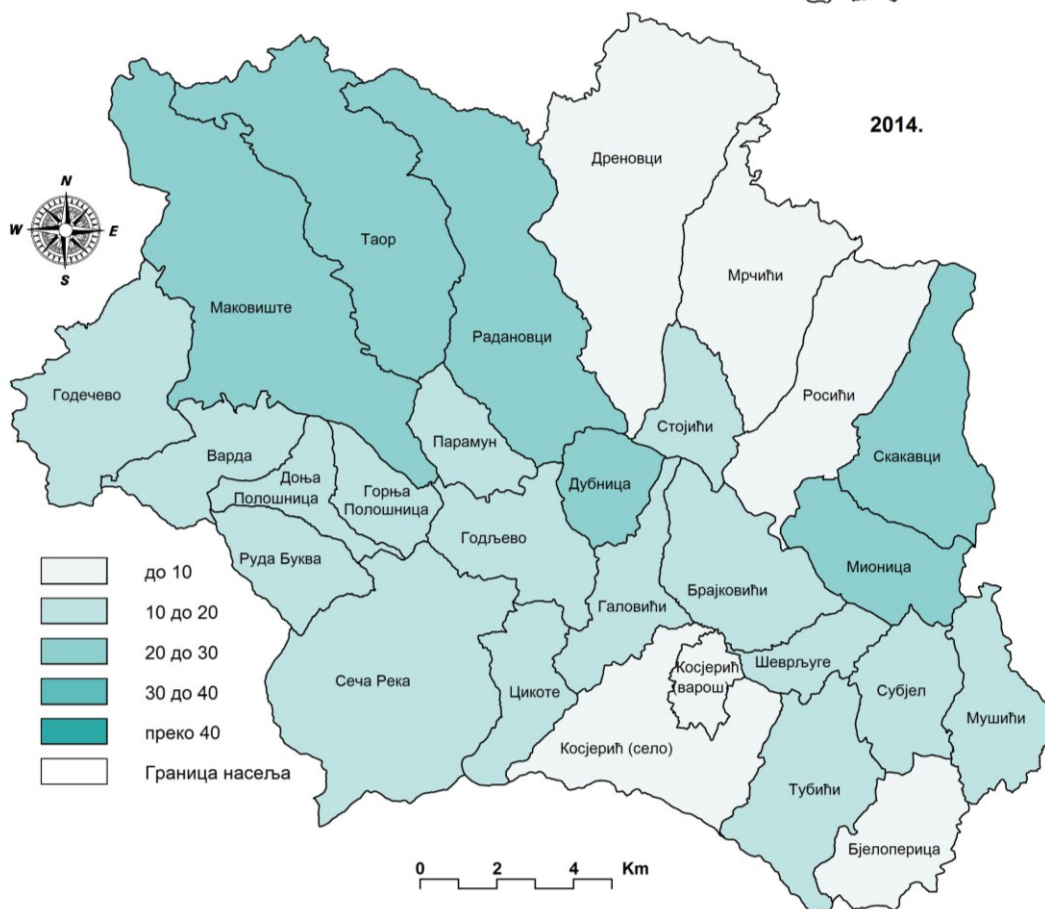 2014.
Дреновци
N
W
E
S
Таор
Мрчићи
Маковиште
Радановци
Годечево
Росићи
Парамун
Стојићи
Варда
Скакавци
Доња
Полошница
Горња
Полошница
Дубница
Руда Буква
Годљево
Мионица
Брајковићи
Галовићи
Шеврљуге
Косјерић
(варош)
Сеча Река
Цикоте
Субјел
Мушићи
Косјерић (село)
Тубићи
Бјелоперица
до 10
10 до 20
20 до 30
30 до 40
преко 40
Граница насеља
0 2 4 Km